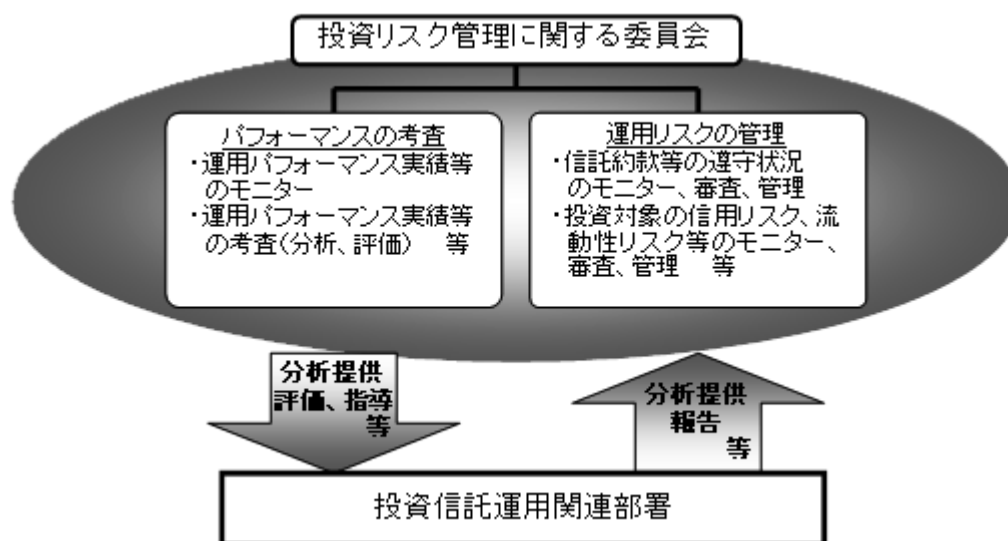 投資リスク管理に関する委員会
パフォーマンスの考査
・運用パフォーマンス実績等
のモニター
・運用パフォーマンス実績等
の考査(分析、評価)　等
運用リスクの管理
・信託約款等の遵守状況
のモニター、審査、管理
・投資対象の信用リスク、流
動性リスク等のモニター、
審査、管理　等
分析提供
評価、指導
等
分析提供
報告
等
投資信託運用関連部署